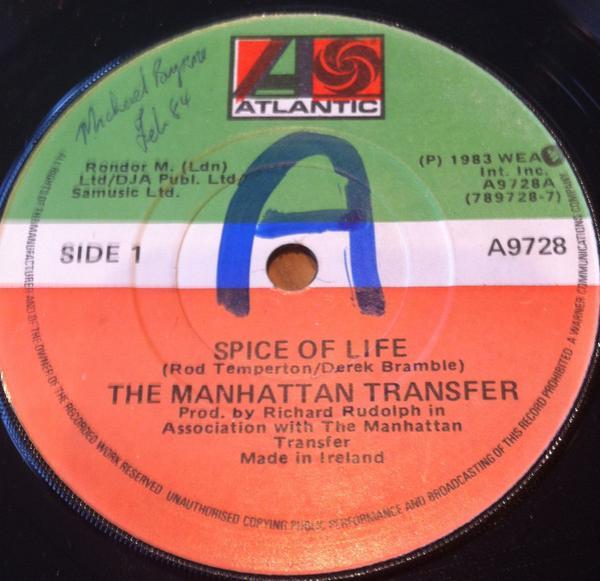 ATLANTIC
Michael Byrne
Feb 84
Rondor M. (Ldn)
Ltd/DJA Publ. Ltd/
Samusic Ltd.
(P) 1983 WEA
Int. Inc.
A9728A
(789728-7)
A
SIDE 1
A9728
SPICE OF LIFE
(Rod Temperton/Derek Bramble)
THE MANHATTAN TRANSFER
Prod. by Richard Rudolph in
Association with The Manhattan
Transfer
Made in Ireland
ALL RIGHTS OF THE MANUFACTURER AND OF THE OWNER OF THE RECORDED WORK RESERVED UNAUTHORISED COPYING PUBLIC PERFORMANCE AND BROADCASTING OF THIS RECORD PROHIBITED. A WARNER COMMUNICATIONS COMPANY.